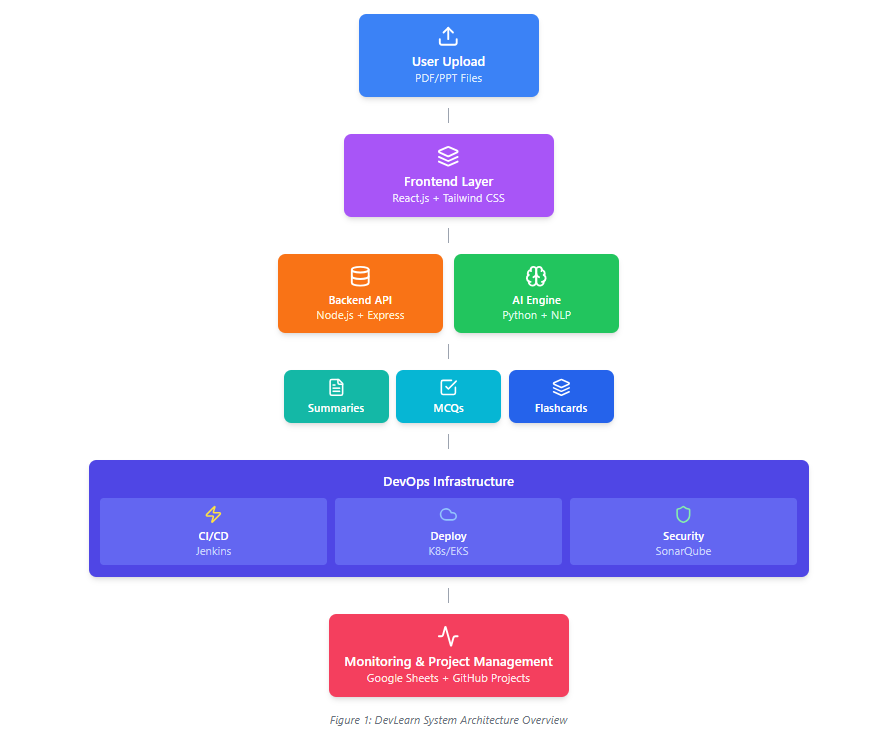 User Upload
PDF/PPT Files
Frontend Layer
React.js + Tailwind CSS
Backend API
Node.js + Express
AI Engine
Python + NLP
Summaries
MCQs
Flashcards
DevOps Infrastructure
CI/CD
Jenkins
Deploy
K8s/EKS
Security
SonarQube
Monitoring & Project Management
Google Sheets + GitHub Projects
Figure 1: DevLearn System Architecture Overview